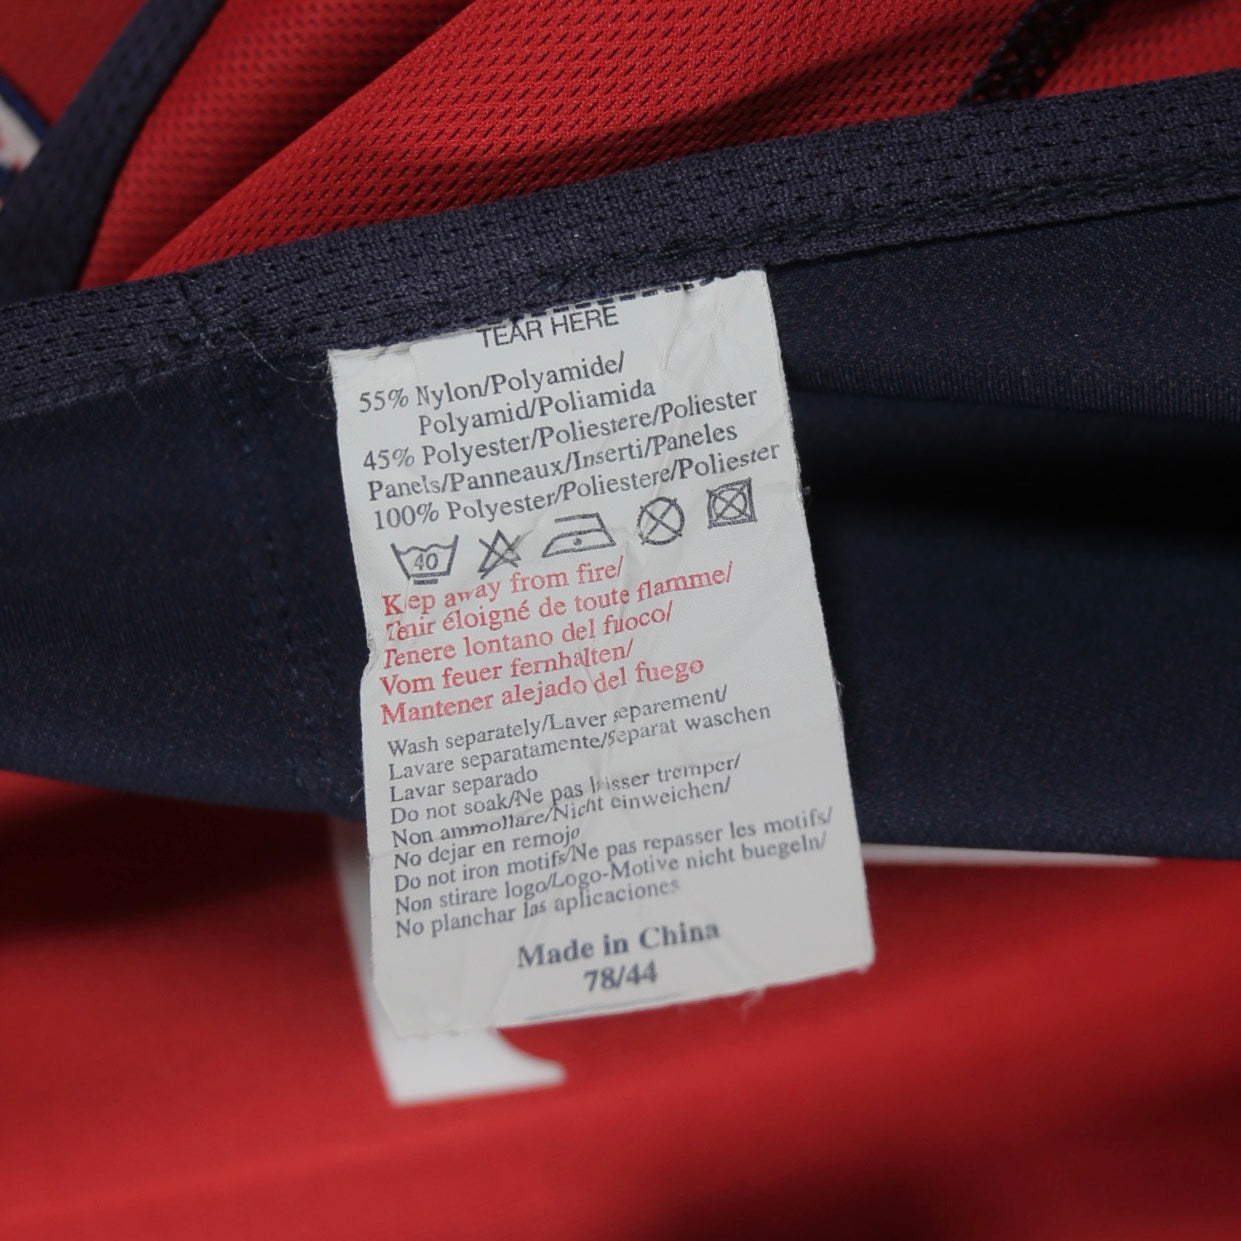 TEAR HERE
55% Nylon/Polyamide/
Polyamid/Poliamida
45% Polyester/Poliestere/Poliester
Panels/Panneaux/Inserti/Paneles
100% Polyester/Poliestere/Poliester
40
Keep away from fire/
Tenir éloigné de toute flamme/
Tenere lontano del fuoco/
Vom feuer fernhalten/
Mantener alejado del fuego
Wash separately/Laver separement/
Lavare separatamente/Separat waschen
Lavar separado
Do not soak/Ne pas laisser tremper/
Non ammollare/Nicht einweichen/
No dejar en remojo
Do not iron motifs/Ne pas repasser les motifs/
Non stirare logo/Logo-Motive nicht buegeln/
No planchar las aplicaciones
Made in China
78/44